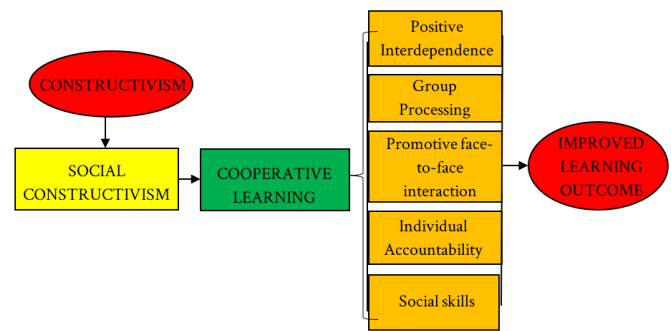 CONSTRUCTIVISM
SOCIAL
CONSTRUCTIVISM
COOPERATIVE
LEARNING
Positive
Interdependence
Group
Processing
Promotive face-
to-face
interaction
Individual
Accountability
Social skills
IMPROVED
LEARNING
OUTCOME